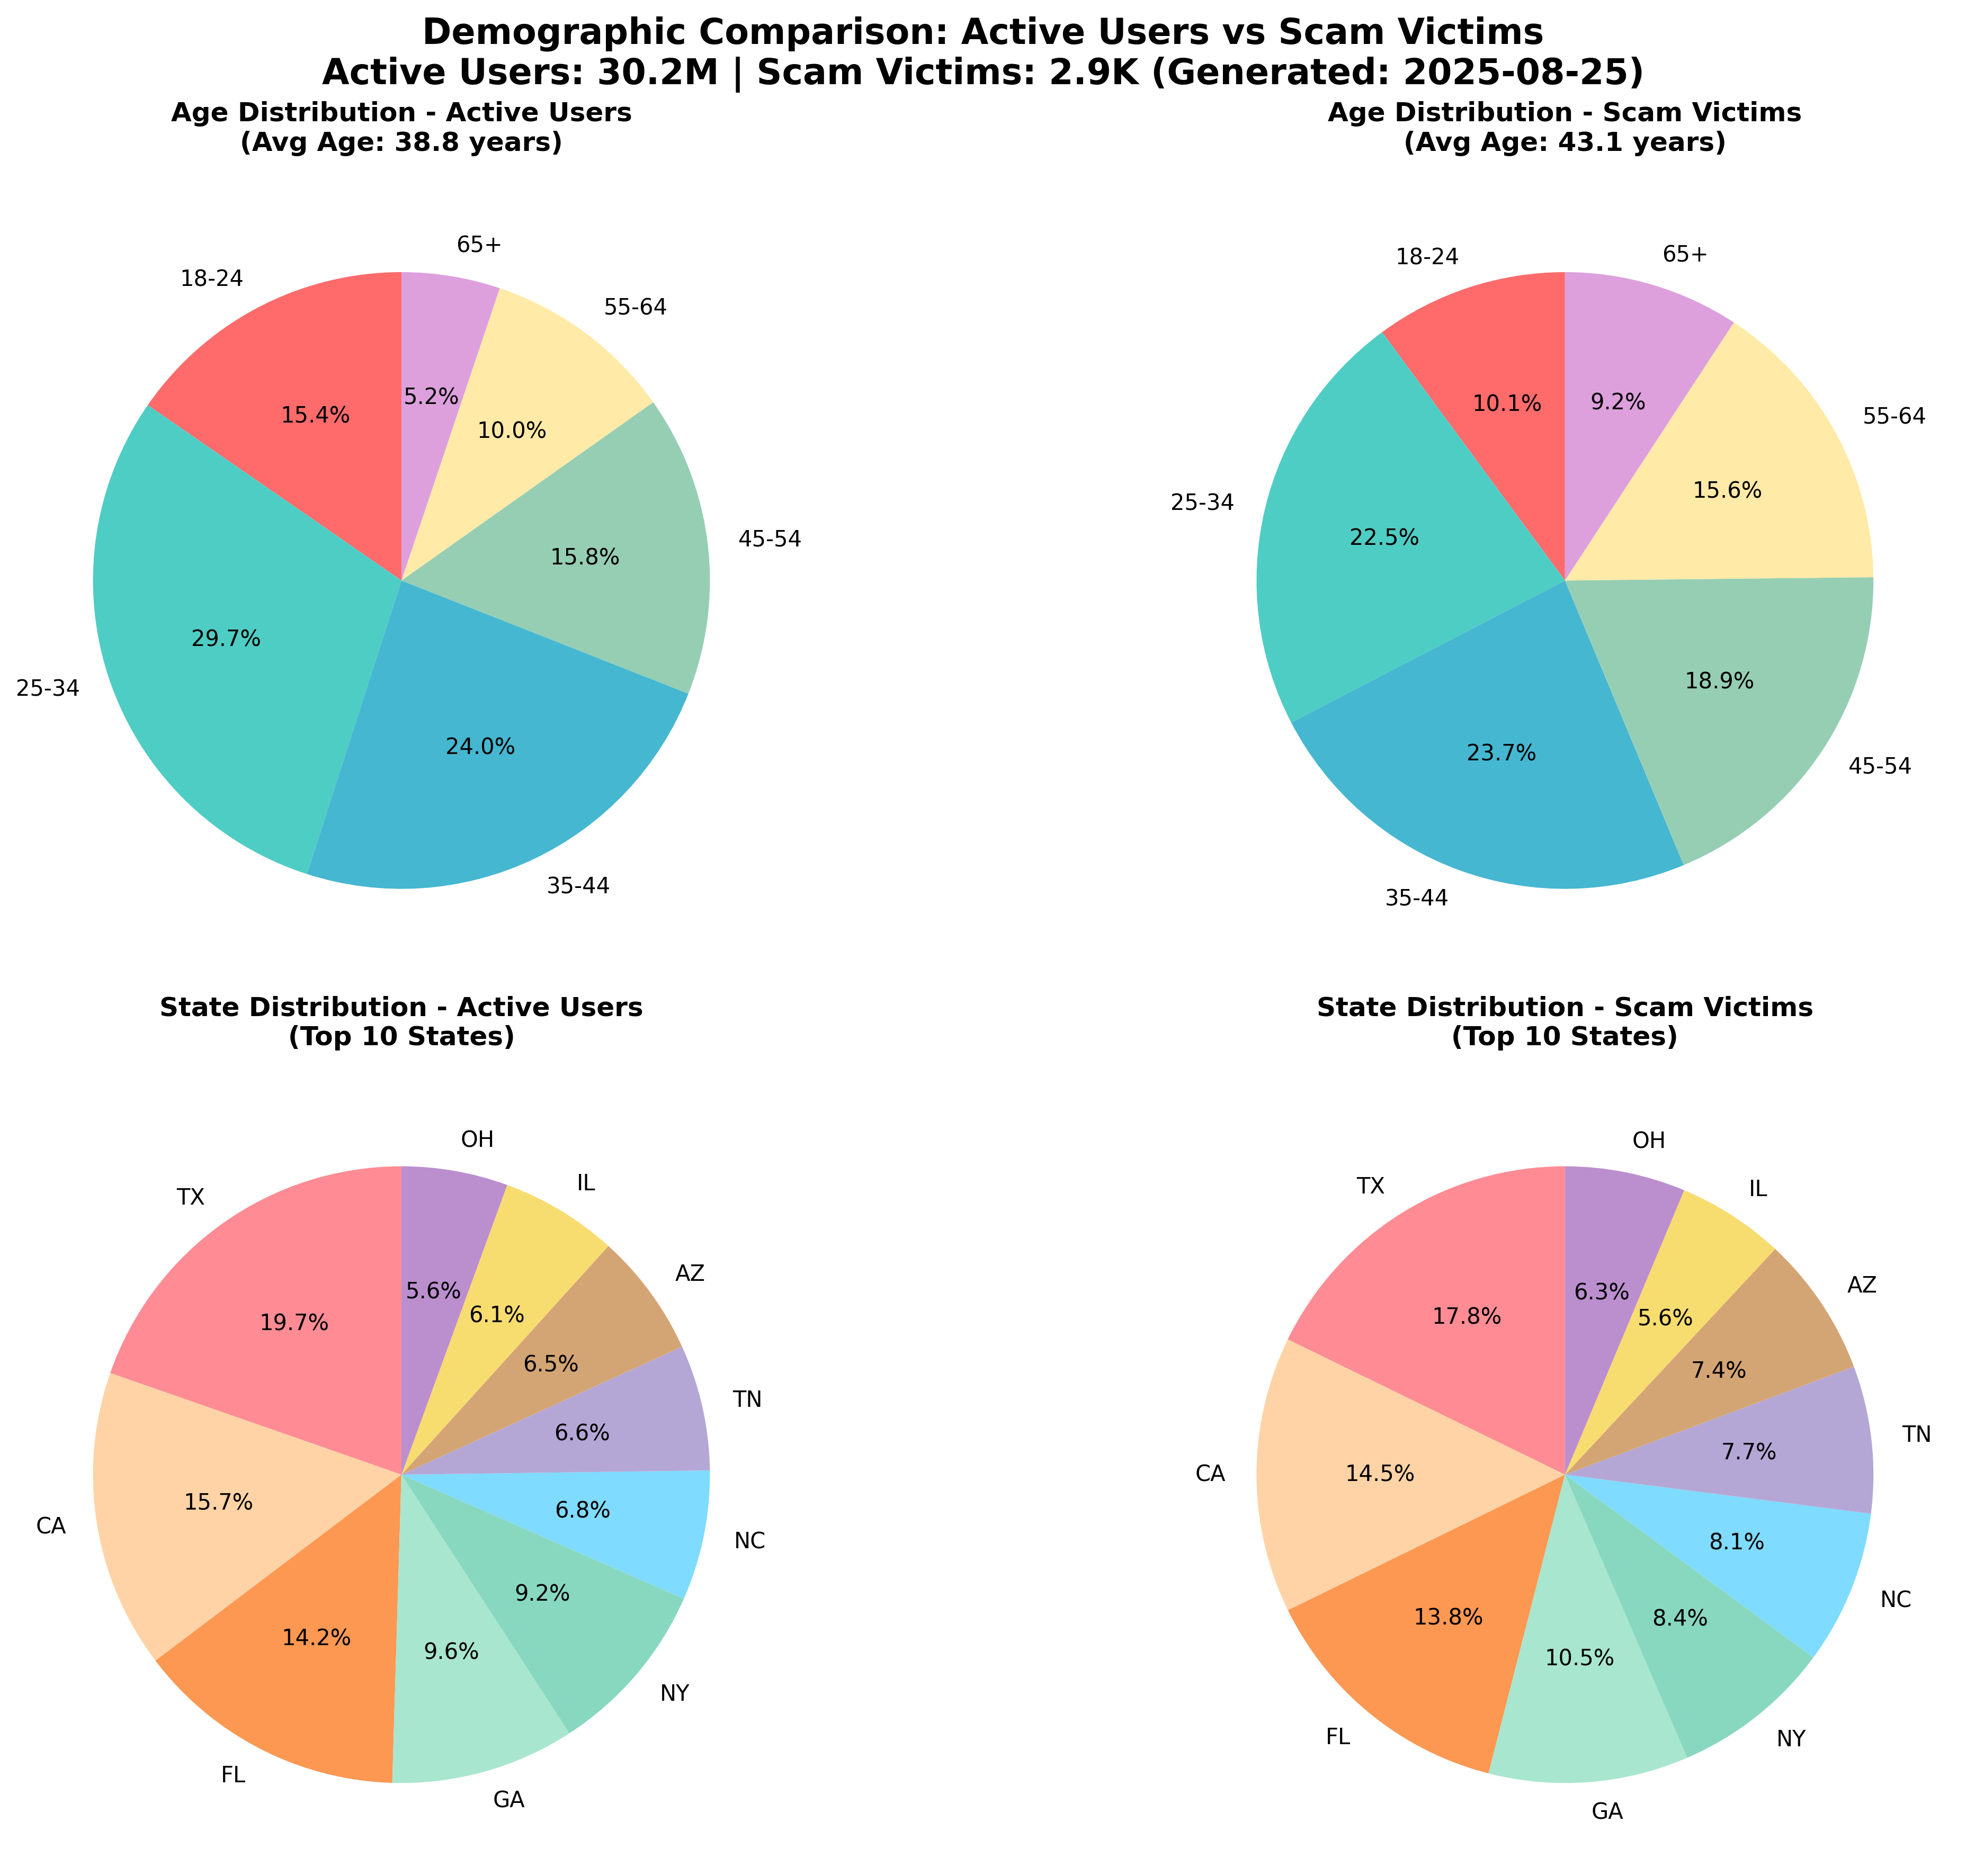 Demographic Comparison: Active Users vs Scam Victims
Active Users: 30.2M | Scam Victims: 2.9K (Generated: 2025-08-25)
Age Distribution - Active Users
(Avg Age: 38.8 years)
65+
18-24
55-64
5.2%
15.4%
10.0%
45-54
15.8%
29.7%
25-34
24.0%
35-44
Age Distribution - Scam Victims
(Avg Age: 43.1 years)
65+
18-24
9.2%
10.1%
55-64
15.6%
25-34
22.5%
18.9%
23.7%
45-54
35-44
State Distribution - Active Users
(Top 10 States)
OH
IL
TX
AZ
5.6%
6.1%
19.7%
6.5%
TN
6.6%
15.7%
6.8%
CA
NC
9.2%
14.2%
9.6%
NY
FL
GA
State Distribution - Scam Victims
(Top 10 States)
OH
TX
IL
AZ
6.3%
17.8%
5.6%
7.4%
TN
7.7%
CA
14.5%
8.1%
NC
13.8%
8.4%
10.5%
FL
NY
GA